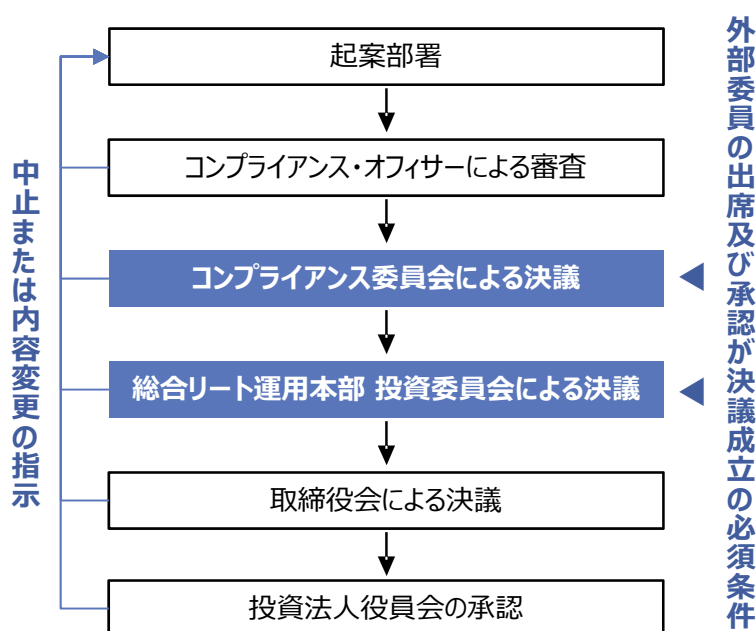 起案部署
コンプライアンス・オフィサーによる審査
コンプライアンス委員会による決議
総合リート運用本部 投資委員会による決議
取締役会による決議
投資法人役員会の承認
中止または内容変更の指示
外部委員の出席及び承認が決議成立の必須条件